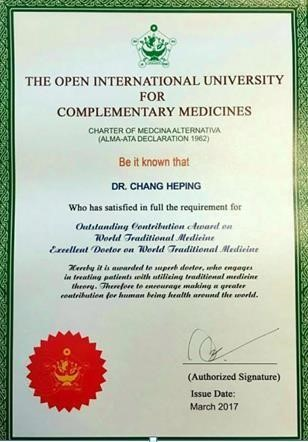 THE OPEN INTERNATIONAL UNIVERSITY
FOR
COMPLEMENTARY MEDICINES
CHARTER OF MEDCINA ALTERNATIVA
(ALMA-ATA DECLARATION 1962)
Be it known that
DR. CHANG HEPING
Who has satisfied in full the requirement for
Outstanding Contribution Award on
World Traditional Medicine
Excellent Doctor on World Traditional Medicine
Hereby it is awarded to superb doctor, who engages
in treating patients with utilizing traditional medicine
theory. Therefore to encourage making a greater
contribution for human being health around the world.
(Authorized Signature)
Issue Date:
March 2017